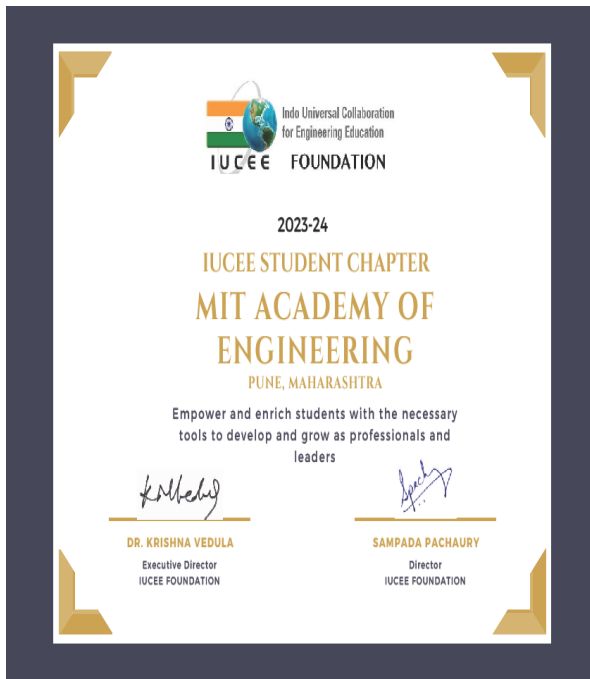 Indo Universal Collaboration
for Engineering Education
IUCEE FOUNDATION
2023-24
IUCEE STUDENT CHAPTER
MIT ACADEMY OF
ENGINEERING
PUNE, MAHARASHTRA
Empower and enrich students with the necessary
tools to develop and grow as professionals and
leaders
DR. KRISHNA VEDULA
Executive Director
IUCEE FOUNDATION
SAMPADA PACHAURY
Director
IUCEE FOUNDATION